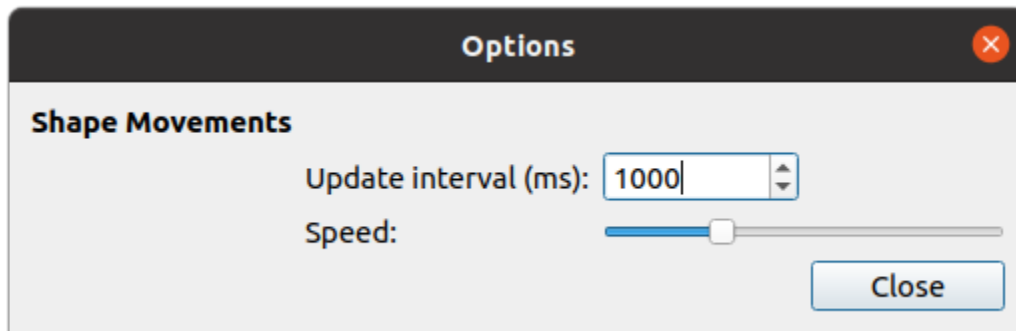 Options
Shape Movements
Update interval (ms): 1000
Speed:
Close